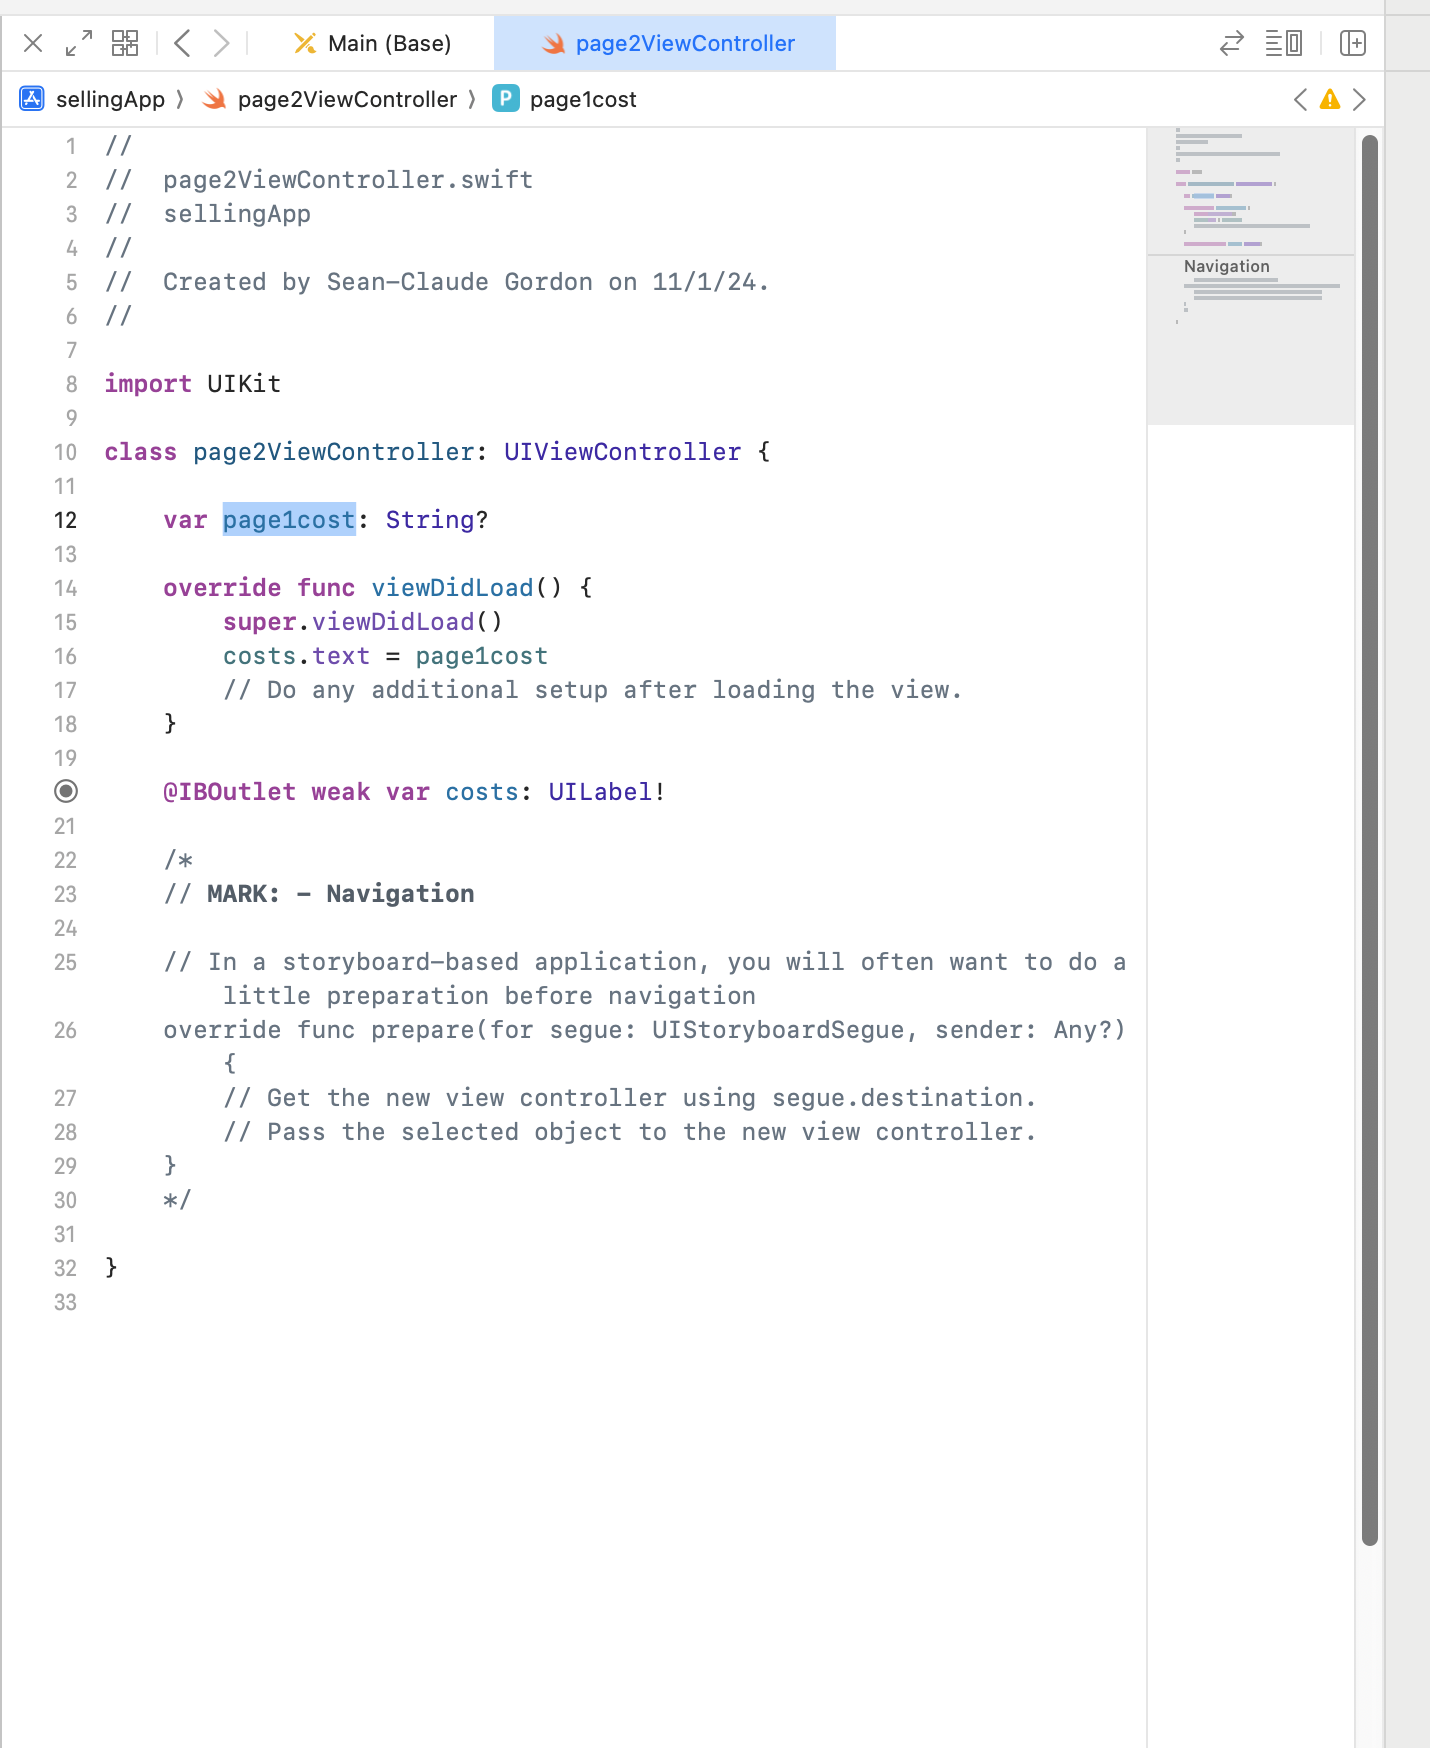 Main (Base)
page2ViewController
sellingApp 〉 page2ViewController 〉 P page1cost
1 //
2 //  page2ViewController.swift
3 //  sellingApp
4 //
5 //  Created by Sean-Claude Gordon on 11/1/24.
6 //
7
8 import UIKit
9
10 class page2ViewController: UIViewController {
11
12     var page1cost: String?
13
14     override func viewDidLoad() {
15         super.viewDidLoad()
16         costs.text = page1cost
17         // Do any additional setup after loading the view.
18     }
19
    @IBOutlet weak var costs: UILabel!
21
22     /*
23     // MARK: - Navigation
24
25     // In a storyboard-based application, you will often want to do a
        little preparation before navigation
26     override func prepare(for segue: UIStoryboardSegue, sender: Any?)
        {
27         // Get the new view controller using segue.destination.
28         // Pass the selected object to the new view controller.
29     }
30     */
31
32 }
33
Navigation